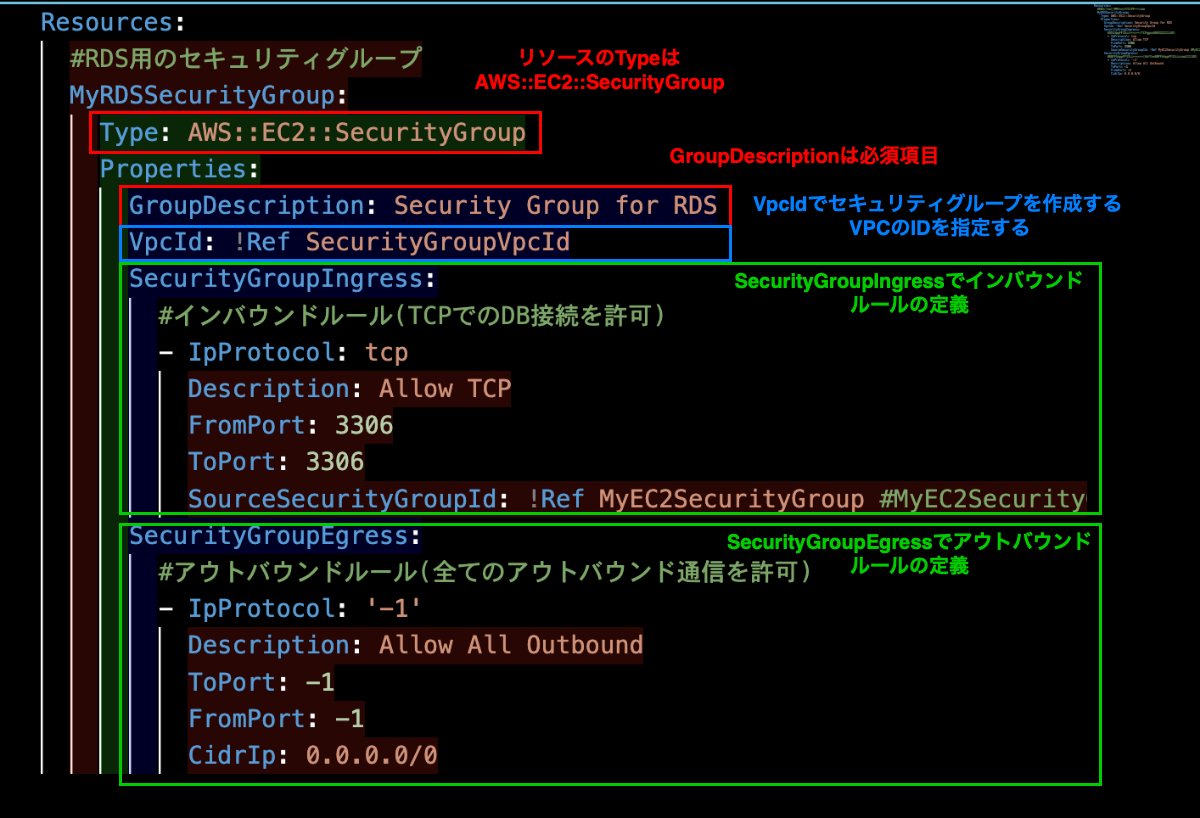 Resources:
#RDS用のセキュリティグループ
リソースのTypeは
AWS::EC2::SecurityGroup
MyRDSSecurityGroup:
Type: AWS::EC2::SecurityGroup
GroupDescriptionは必須項目
Properties:
GroupDescription: Security Group for RDS
VpcIdでセキュリティグループを作成する
VPCのIDを指定する
VpcId: !Ref SecurityGroupVpcId
SecurityGroupIngress:
SecurityGroupIngressでインバウンド
ルールの定義
#インバウンドルール(TCPでのDB接続を許可)
- IpProtocol: tcp
Description: Allow TCP
FromPort: 3306
ToPort: 3306
SourceSecurityGroupId: !Ref MyEC2SecurityGroup #MyEC2Security
SecurityGroupEgress:
SecurityGroupEgressでアウトバウンド
ルールの定義
#アウトバウンドルール(全てのアウトバウンド通信を許可)
- IpProtocol: '-1'
Description: Allow All Outbound
ToPort: -1
FromPort: -1
CidrIp: 0.0.0.0/0